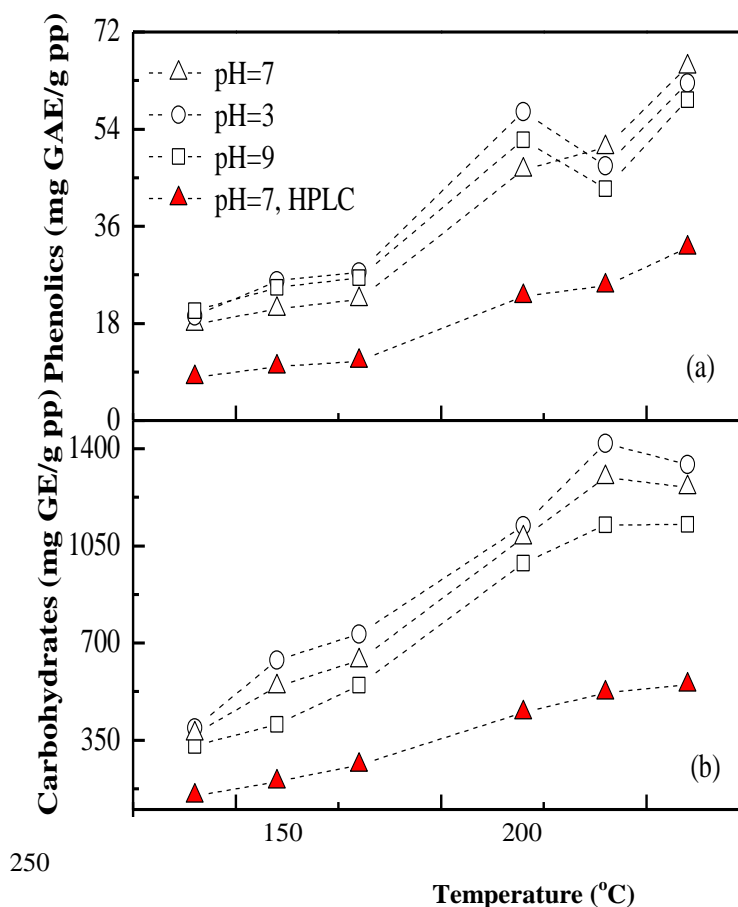 72
54
36
18
0
Phenolics (mg GAE/g pp)
pH=7
pH=3
pH=9
pH=7, HPLC
(a)
1400
1050
700
350
Carbohydrates (mg GE/g pp)
(b)
150 200
250
Temperature (°C)